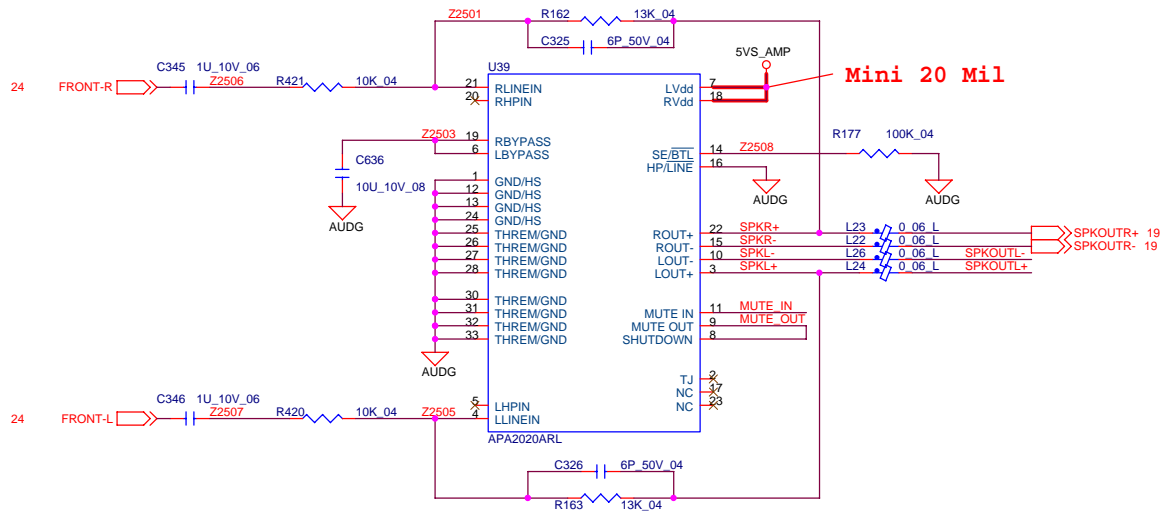 Z2501 R162 13K_04
C325 6P_50V_04
5VS_AMP
C345 1U_10V_06 U39
Mini 20 Mil
24 FRONT-R Z2506 R421 10K_04 21 RLINEIN LVdd 7
20 RHPIN RVdd 18
Z2503 19 RBYPASS R177 100K_04
6 LBYPASS SE/BTL 14 Z2508
C636 HP/LINE 16
1 GND/HS
10U_10V_08 12 GND/HS
13 GND/HS AUDG AUDG
AUDG 24 GND/HS
25 THREM/GND ROUT+ 22 SPKR+ L23 0_06_L SPKOUTR+ 19
26 THREM/GND ROUT- 15 SPKR- L22 0_06_L SPKOUTR- 19
27 THREM/GND LOUT- 10 SPKL- L26 0_06_L SPKOUTL-
28 THREM/GND LOUT+ 3 SPKL+ L24 0_06_L SPKOUTL+
30 THREM/GND
31 THREM/GND MUTE IN 11 MUTE_IN
32 THREM/GND MUTE OUT 9 MUTE_OUT
33 THREM/GND SHUTDOWN 8
AUDG
TJ 2
C346 1U_10V_06 NC 17
5 LHPIN NC 23
24 FRONT-L Z2507 R420 10K_04 Z2505 4 LLINEIN
APA2020ARL
C326 6P_50V_04
R163 13K_04